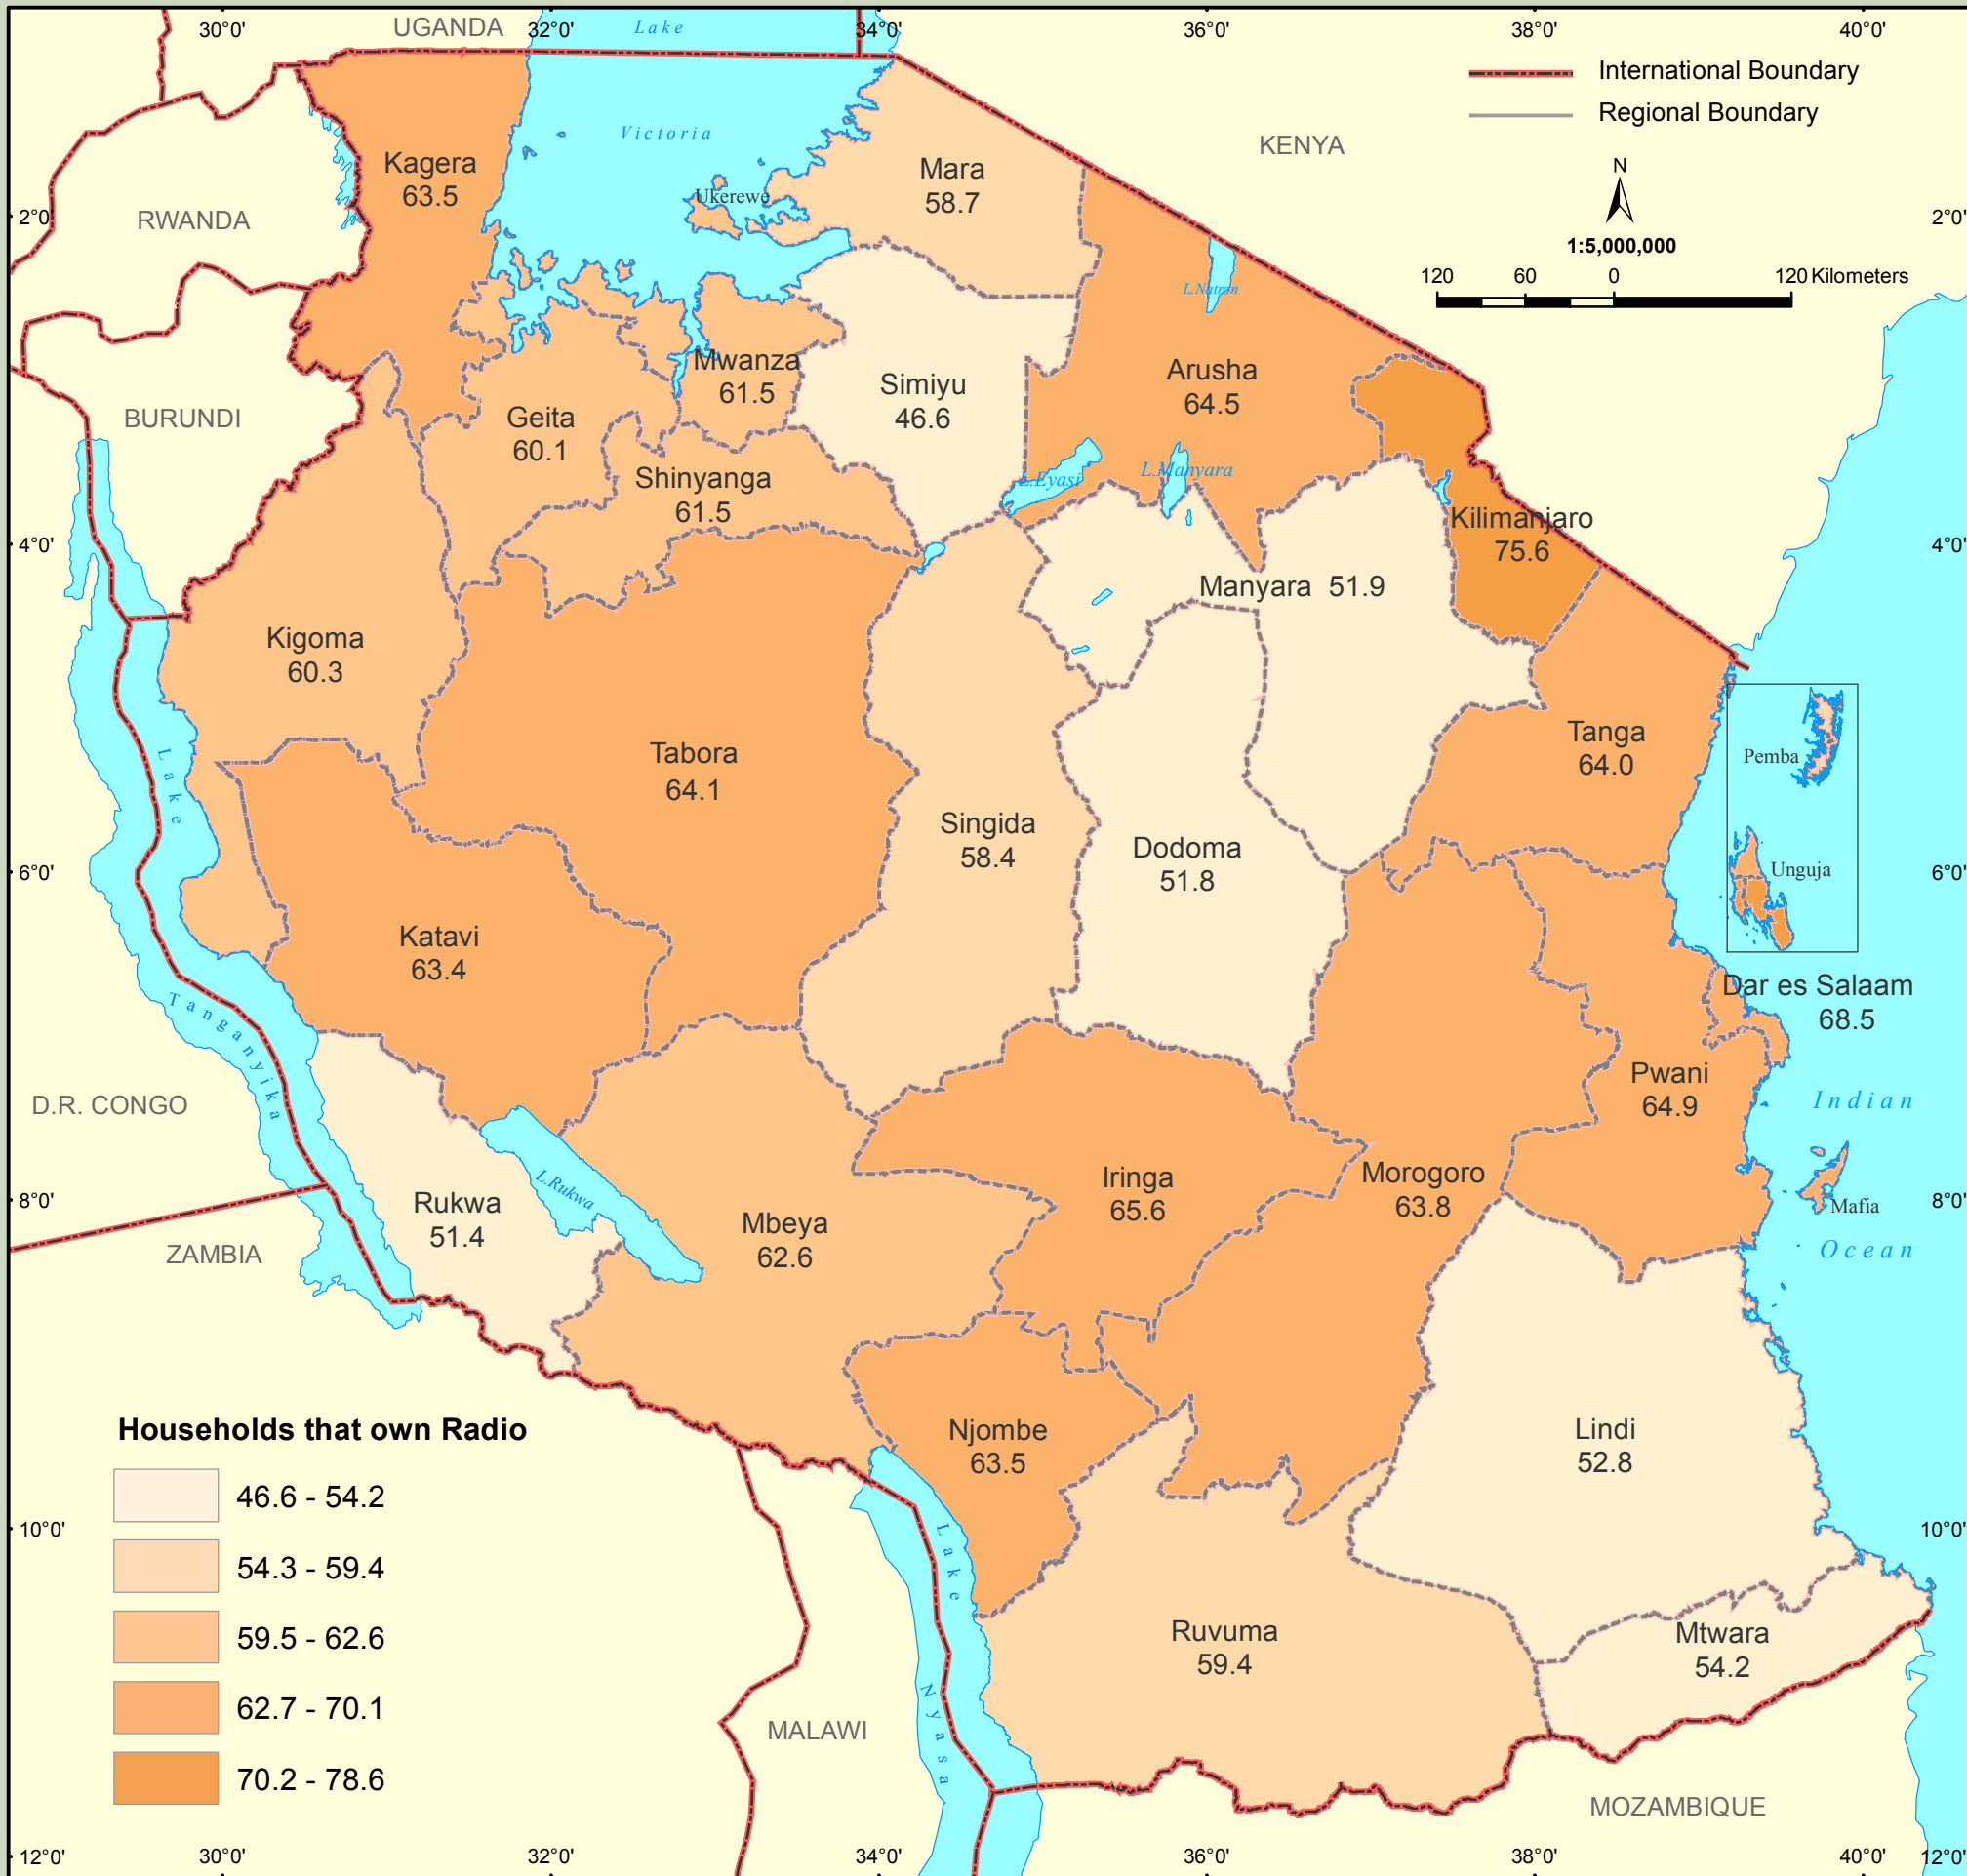 30°0'
UGANDA
32°0'
Lake
34°0'
36°0'
38°0'
40°0'
International Boundary
Regional Boundary
Victoria
KENYA
N
1:5,000,000
120 60 0 120 Kilometers
Kagera
63.5
Mara
58.7
Ukerewe
RWANDA
2°0'
2°0'
L.Natron
BURUNDI
Mwanza
61.5
Simiyu
46.6
Arusha
64.5
Geita
60.1
Shinyanga
61.5
L.Eyasi
L.Manyara
Kilimanjaro
75.6
4°0'
4°0'
Manyara 51.9
Kigoma
60.3
Tabora
64.1
Tanga
64.0
Pemba
Singida
58.4
Dodoma
51.8
Unguja
6°0'
6°0'
Katavi
63.4
Dar es Salaam
68.5
Lake
Tanganyika
Pwani
64.9
Indian
Ocean
D.R. CONGO
Mafia
Iringa
65.6
Morogoro
63.8
L.Rukwa
Rukwa
51.4
Mbeya
62.6
8°0'
8°0'
ZAMBIA
Njombe
63.5
Lindi
52.8
Households that own Radio
46.6 - 54.2
54.3 - 59.4
59.5 - 62.6
62.7 - 70.1
70.2 - 78.6
10°0'
10°0'
Lake
Nyasa
Ruvuma
59.4
Mtwara
54.2
MALAWI
MOZAMBIQUE
12°0'
30°0'
32°0'
34°0'
36°0'
38°0'
40°0'
12°0'